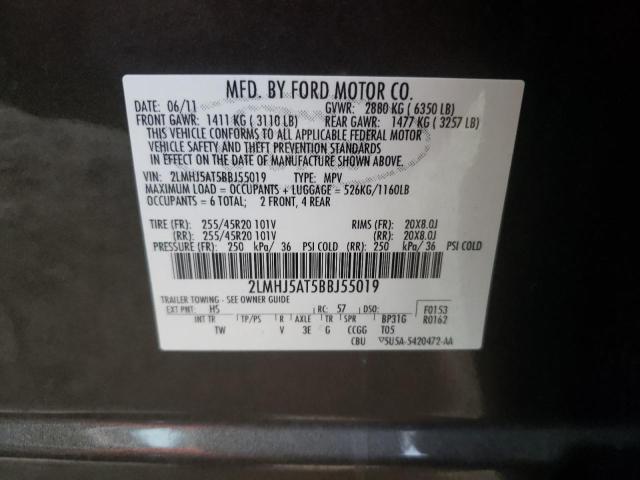 MFD. BY FORD MOTOR CO.
DATE: 06/11 GVWR: 2880 KG ( 6350 LB)
FRONT GAWR: 1411 KG ( 3110 LB) REAR GAWR: 1477 KG ( 3257 LB)
THIS VEHICLE CONFORMS TO ALL APPLICABLE FEDERAL MOTOR
VEHICLE SAFETY AND THEFT PREVENTION STANDARDS
IN EFFECT ON THE DATE OF MANUFACTURE SHOWN ABOVE.
VIN: 2LMHJ5AT5BBJ55019 TYPE: MPV
MAXIMUM LOAD = OCCUPANTS + LUGGAGE = 526KG/1160LB
OCCUPANTS = 6 TOTAL; 2 FRONT, 4 REAR
TIRE (FR): 255/45R20 101V RIMS (FR): 20X8.0J
(RR): 255/45R20 101V (RR): 20X8.0J
PRESSURE (FR): 250 kPa/ 36 PSI COLD (RR): 250 kPa/ 36 PSI COLD
2LMHJ5AT5BBJ55019
TRAILER TOWING - SEE OWNER GUIDE
EXT PNT: HS RC: 57 DSO: F0153
INT TR TP/PS R AXLE TR SPR BP31G R0162
TW V 3E G CCGG T05
CBU V5U5A-5420472-AA